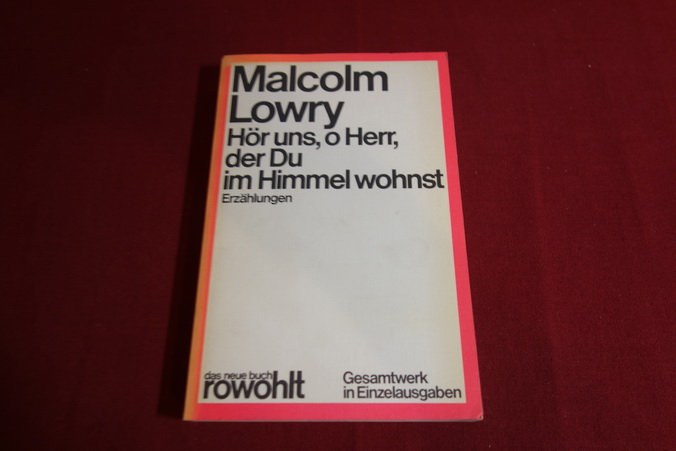 Malcolm
Lowry
Hör uns, o Herr,
der Du
im Himmel wohnst
Erzählungen
das neue buch
rowohlt
Gesamtwerk
in Einzelausgaben